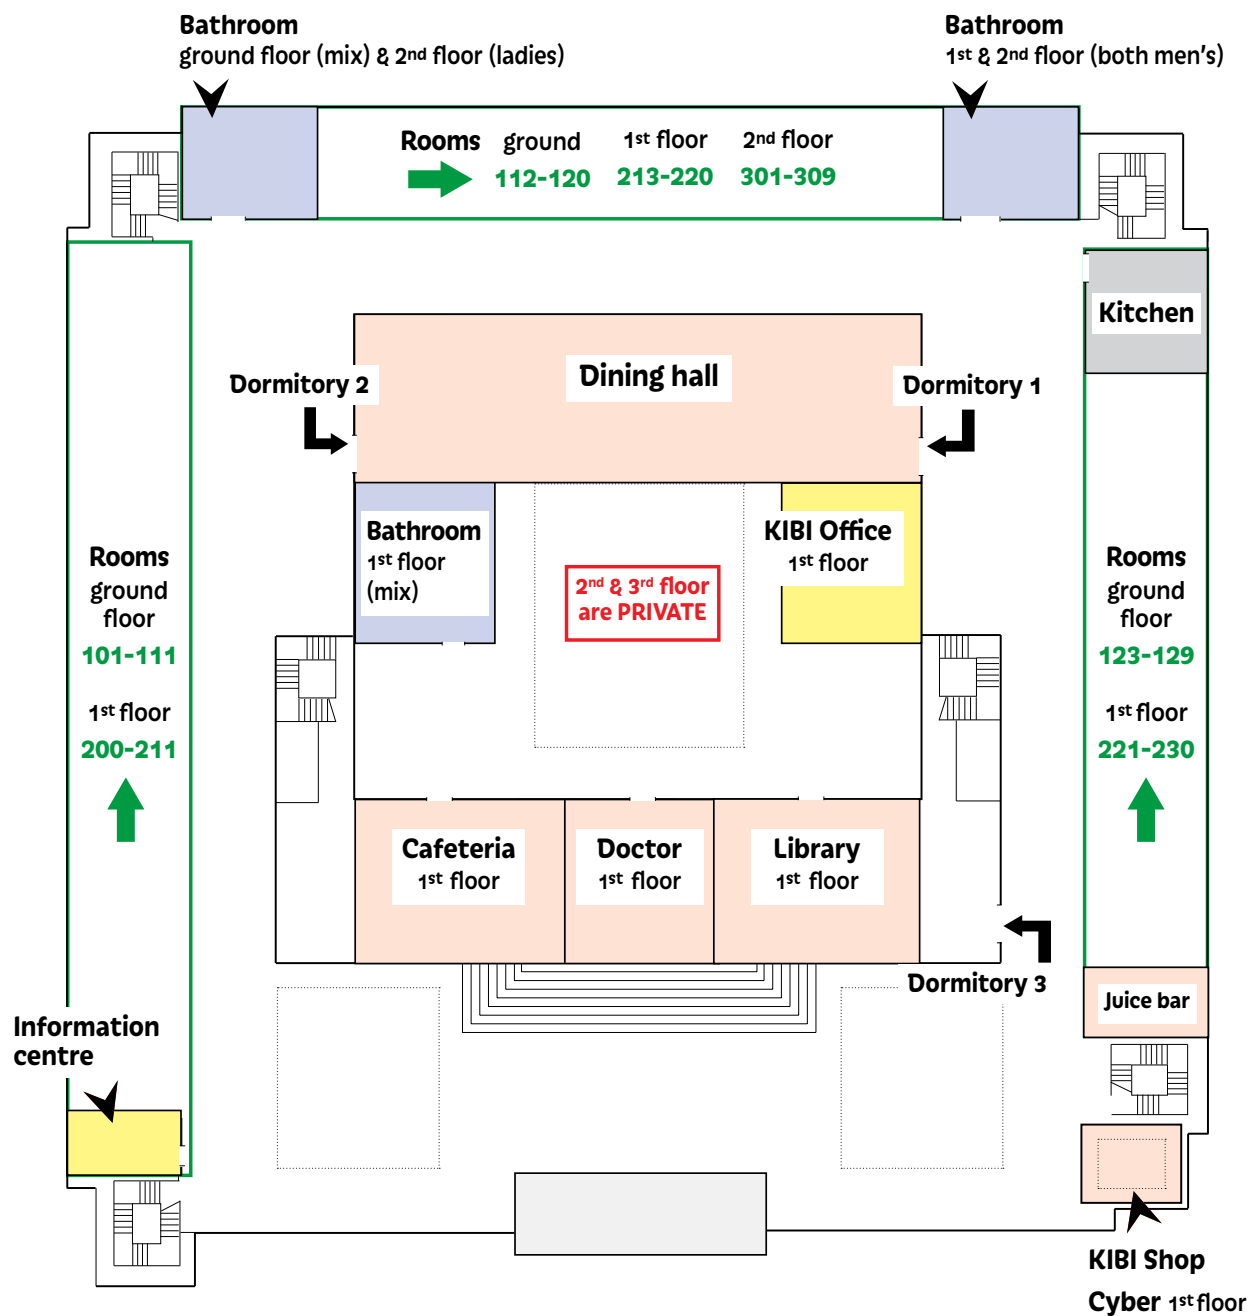 Bathroom
ground floor (mix) & 2nd floor (ladies)
Bathroom
1st & 2nd floor (both men's)
Rooms
ground
112-120
1st floor
213-220
2nd floor
301-309
Kitchen
Dining hall
Dormitory 2
Dormitory 1
Bathroom
1st floor
(mix)
2nd & 3rd floor
are PRIVATE
KIBI Office
1st floor
Rooms
ground
floor
101-111
1st floor
200-211
Rooms
ground
floor
123-129
1st floor
221-230
Cafeteria
1st floor
Doctor
1st floor
Library
1st floor
Dormitory 3
Juice bar
Information
centre
KIBI Shop
Cyber 1st floor